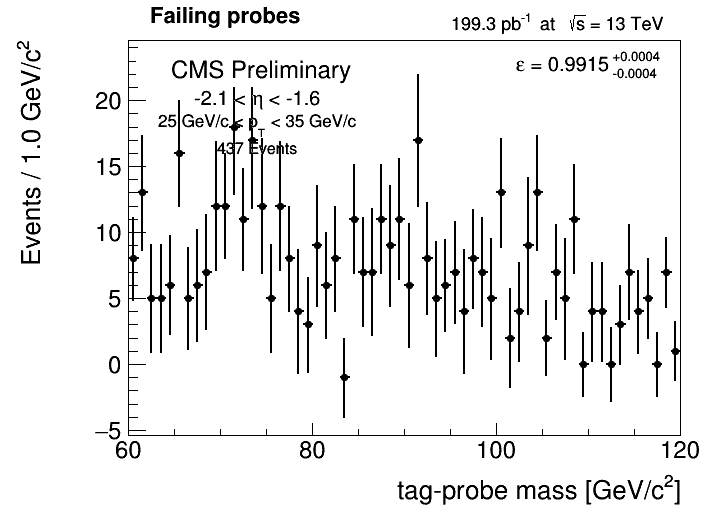 Failing probes
199.3 pb⁻¹ at √s = 13 TeV
CMS Preliminary
ε = 0.9915 +0.0004 -0.0004
-2.1 < η < -1.6
25 GeV/c < p_T < 35 GeV/c
437 Events
Events / 1.0 GeV/c²
20
15
10
5
0
−5
60 80 100 120
tag-probe mass [GeV/c²]